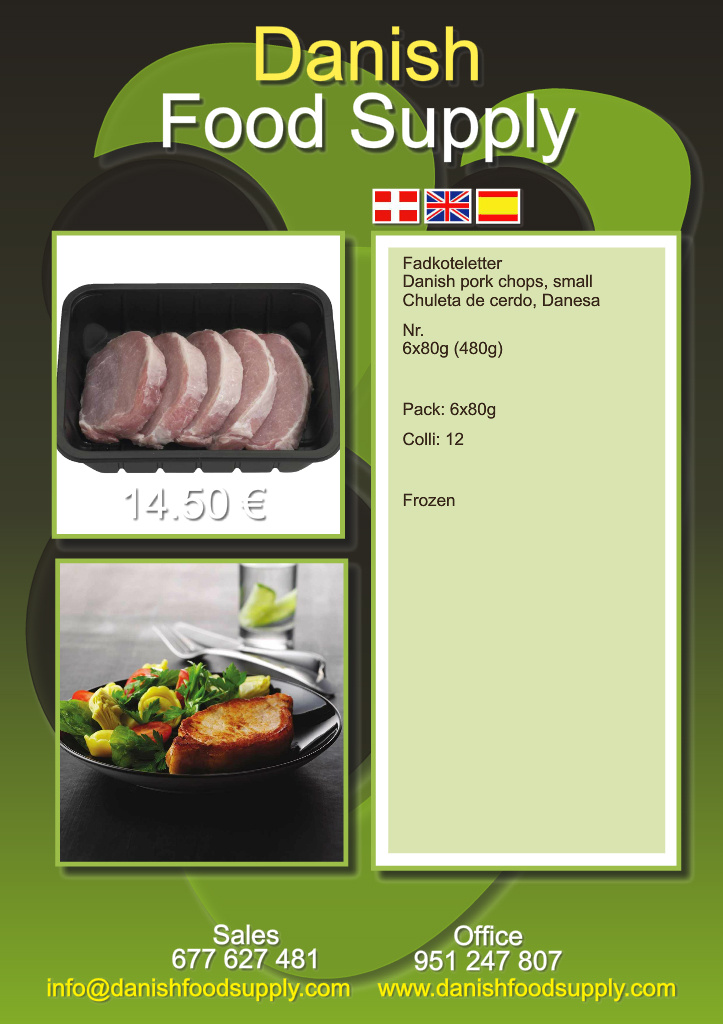 Danish
Food Supply
Fadkoteletter
Danish pork chops, small
Chuleta de cerdo, Danesa
Nr.
6x80g (480g)
Pack: 6x80g
Colli: 12
Frozen
14.50 €
Sales
677 627 481
info@danishfoodsupply.com
Office
951 247 807
www.danishfoodsupply.com